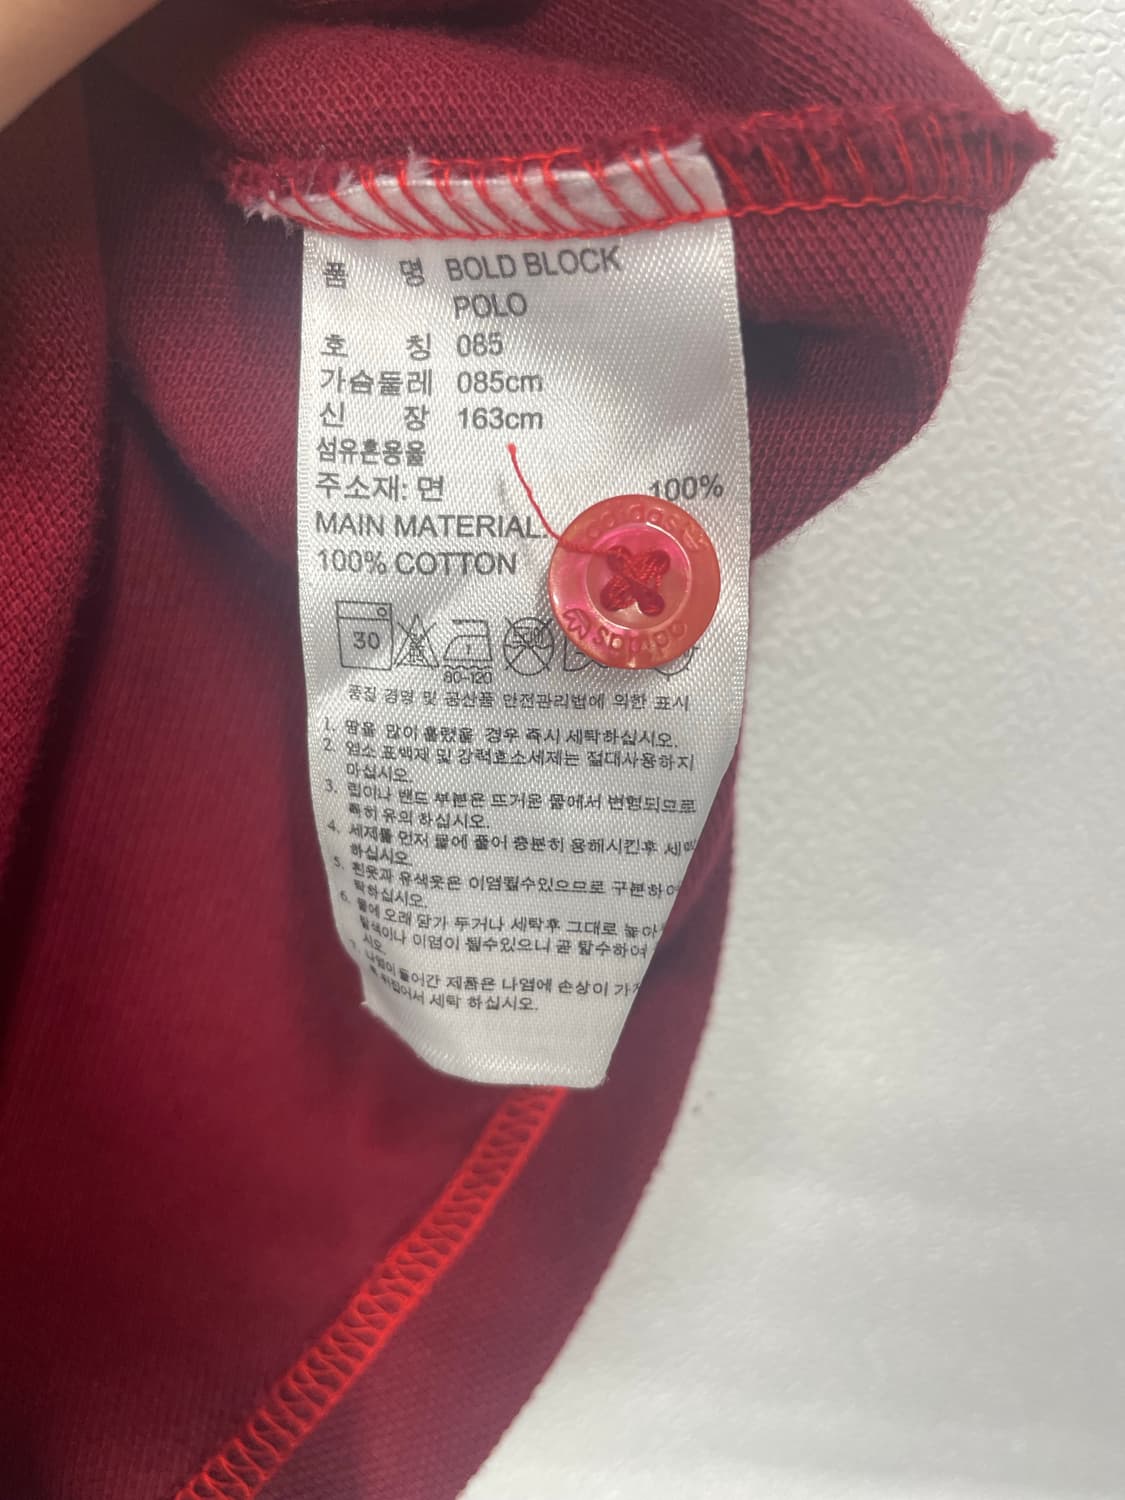 품 명 BOLD BLOCK
POLO
호 칭 085
가슴둘레 085cm
신 장 163cm
섬유혼용율
주소재: 면 100%
MAIN MATERIAL:
100% COTTON
adidas
adidas
30
80-120
품질 경영 및 공산품 안전관리법에 의한 표시
1. 땀을 많이 흘렸을 경우 즉시 세탁하십시오.
2. 염소 표백제 및 강력효소세제는 절대사용하지
마십시오.
3. 립이나 밴드 부분은 뜨거운 물에서 변형되므로
특히 유의 하십시오.
4. 세제를 먼저 물에 풀어 충분히 용해시킨후
하십시오.
5. 흰옷과 유색옷은 이염될수있으므로
탁하십시오.
6. 물에 오래 담가 두거나 세탁후 그대로
탈색이나 이염이 될수있으니 곧 탈수하여
시오.
7. 나염이 들어간 제품은 나염에 손상이
뒤집어서 세탁 하십시오.